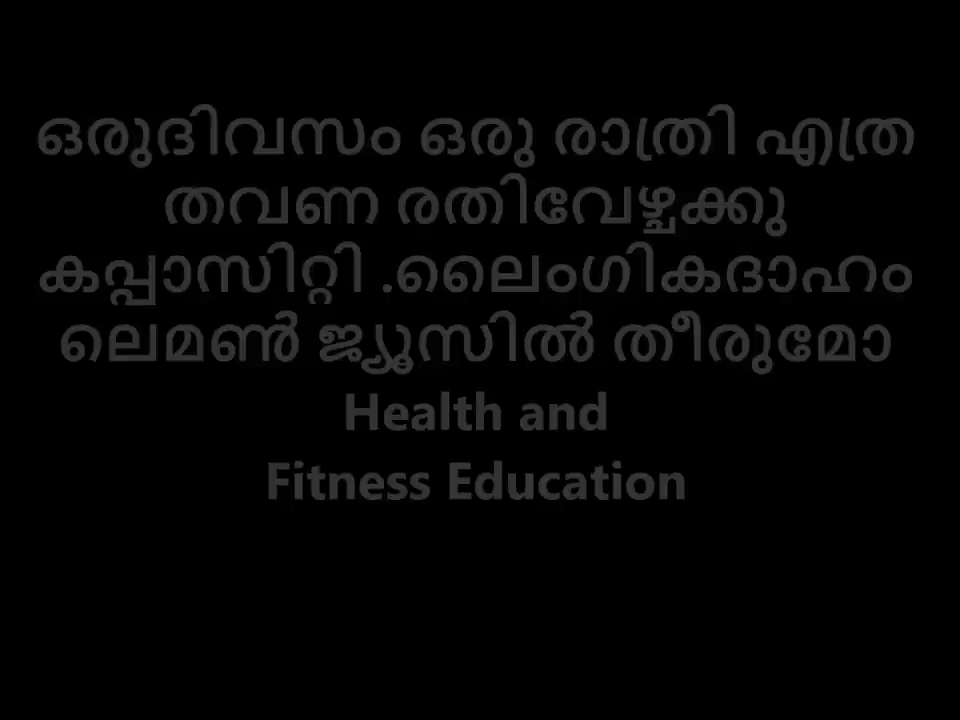 ഒരുദിവസം ഒരു രാത്രി എത്ര
തവണ രതിവേഴ്ചക്കു
കപ്പാസിറ്റി .ലൈംഗികദാഹം
ലെമൺ ജ്യൂസിൽ തീരുമോ
Health and
Fitness Education